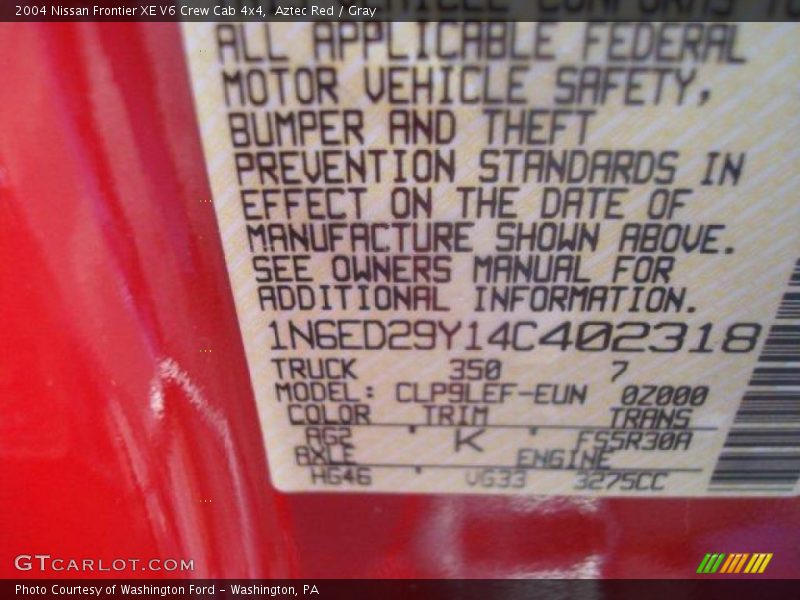 2004 Nissan Frontier XE V6 Crew Cab 4x4, Aztec Red / Gray
ALL APPLICABLE FEDERAL
MOTOR VEHICLE SAFETY,
BUMPER AND THEFT
PREVENTION STANDARDS IN
EFFECT ON THE DATE OF
MANUFACTURE SHOWN ABOVE.
SEE OWNERS MANUAL FOR
ADDITIONAL INFORMATION.
1N6ED29Y14C402318
TRUCK 350 7
MODEL: CLP9LEF-EUN 0Z000
COLOR TRIM TRANS
AG2 K FS5R30A
AXLE ENGINE
HG46 VG33 3275CC
GTCARLOT.COM
Photo Courtesy of Washington Ford - Washington, PA